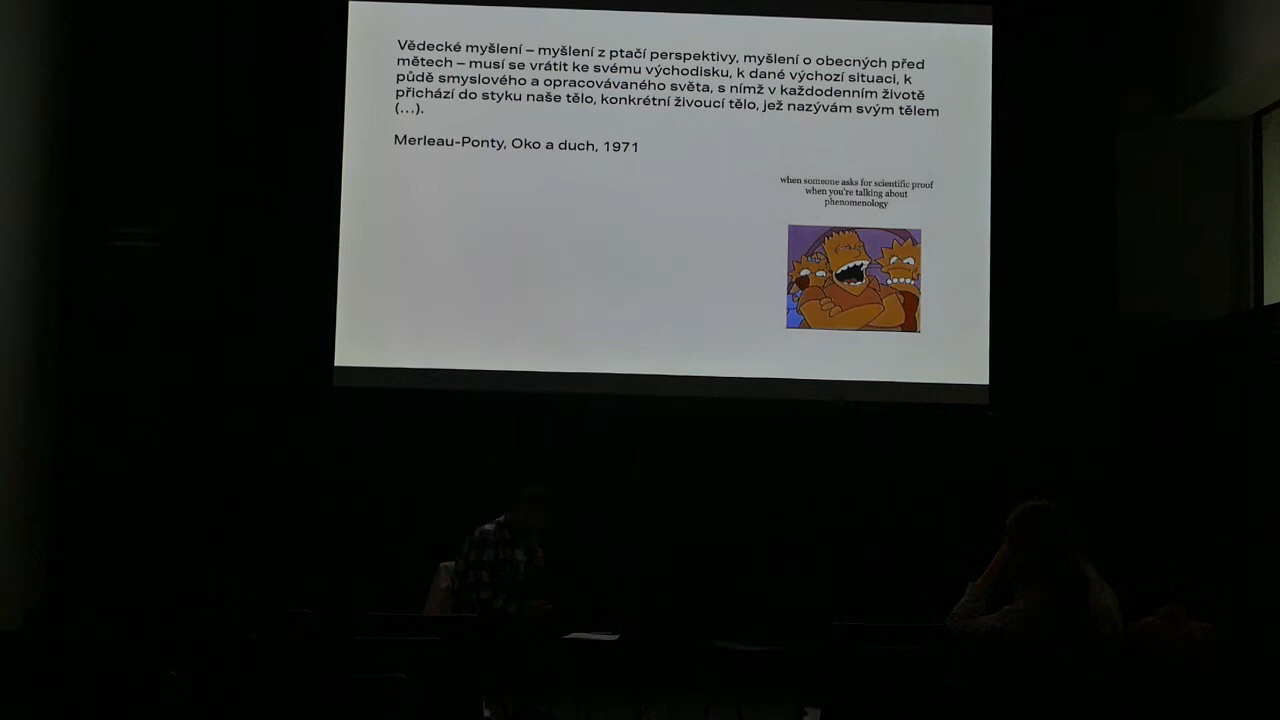 Vědecké myšlení – myšlení z ptačí perspektivy, myšlení o obecných před
mětech – musí se vrátit ke svému východisku, k dané výchozí situaci, k
půdě smyslového a opracovávaného světa, s nímž v každodenním životě
přichází do styku naše tělo, konkrétní živoucí tělo, jež nazývám svým tělem
(...).
Merleau-Ponty, Oko a duch, 1971
when someone asks for scientific proof
when you're talking about
phenomenology